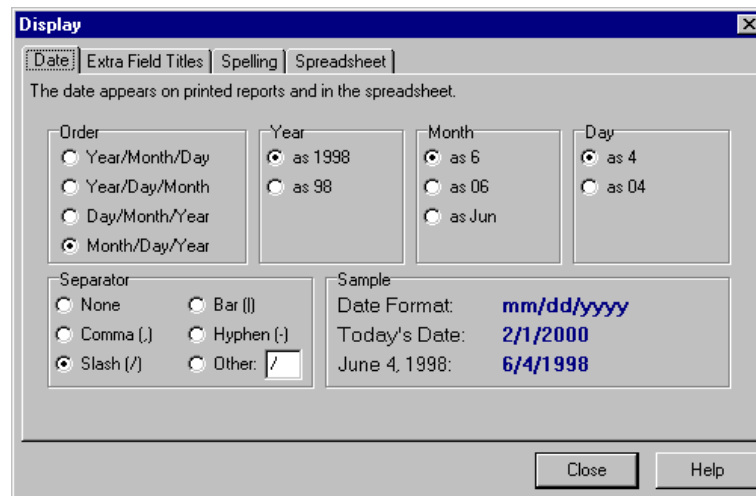 Display
Date Extra Field Titles Spelling Spreadsheet
The date appears on printed reports and in the spreadsheet.
Order
Year/Month/Day
Year/Day/Month
Day/Month/Year
Month/Day/Year
Year
as 1998
as 98
Month
as 6
as 06
as Jun
Day
as 4
as 04
Separator
None
Comma (,)
Slash (/)
Bar (|)
Hyphen (-)
Other: /
Sample
Date Format: mm/dd/yyyy
Today's Date: 2/1/2000
June 4, 1998: 6/4/1998
Close Help